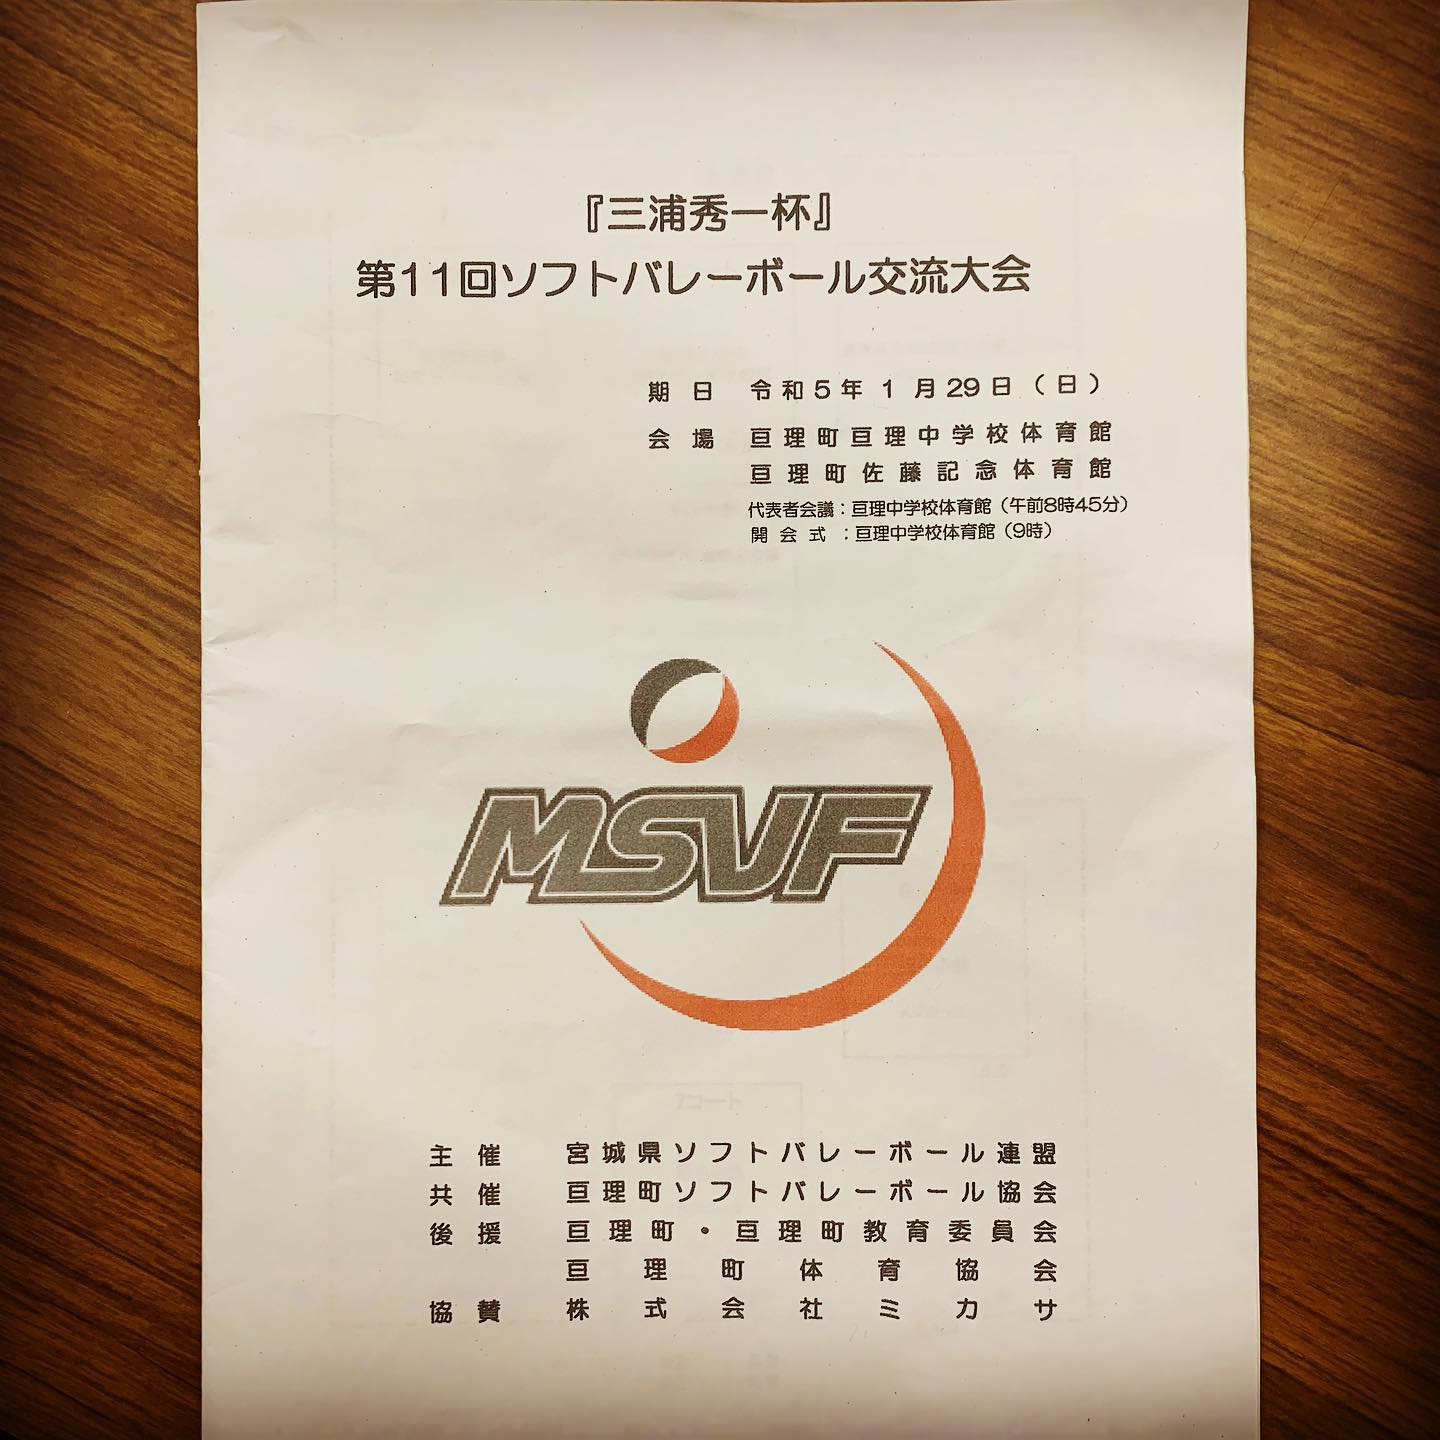 『三浦秀一杯』
第11回ソフトバレーボール交流大会
期日 令和5年1月29日(日)
会場 亘理町亘理中学校体育館
亘理町佐藤記念体育館
代表者会議：亘理中学校体育館（午前8時45分）
開会式：亘理中学校体育館（9時）
MSVF
主催 宮城県ソフトバレーボール連盟
共催 亘理町ソフトバレーボール協会
後援 亘理町・亘理町教育委員会
亘理町体育協会
協賛 株式会社ミカサ